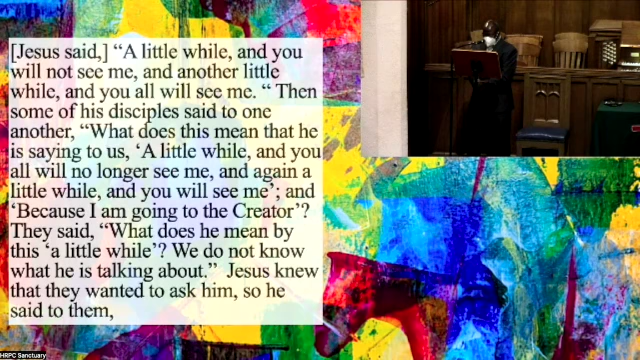 [Jesus said,] “A little while, and you
will not see me, and another little
while, and you all will see me. “ Then
some of his disciples said to one
another, “What does this mean that he
is saying to us, ‘A little while, and you
all will no longer see me, and again a
little while, and you will see me’; and
‘Because I am going to the Creator’?
They said, “What does he mean by
this ‘a little while’? We do not know
what he is talking about.”  Jesus knew
that they wanted to ask him, so he
said to them,
HRPC Sanctuary